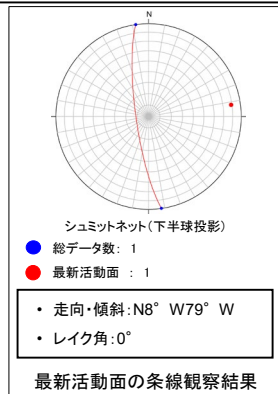 N
シュミットネット(下半球投影)
総データ数: 1
最新活動面 : 1
• 走向・傾斜:N8° W79° W
• レイク角:0°
最新活動面の条線観察結果